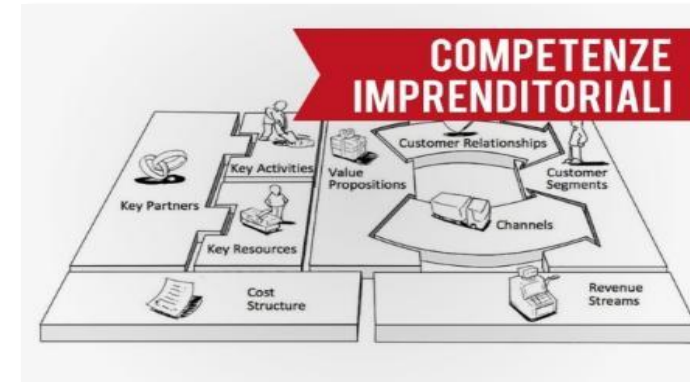 COMPETENZE
IMPRENDITORIALI
Key Partners
Key Activities
Key Resources
Value
Propositions
Customer Relationships
Channels
Customer
Segments
Cost
Structure
Revenue
Streams